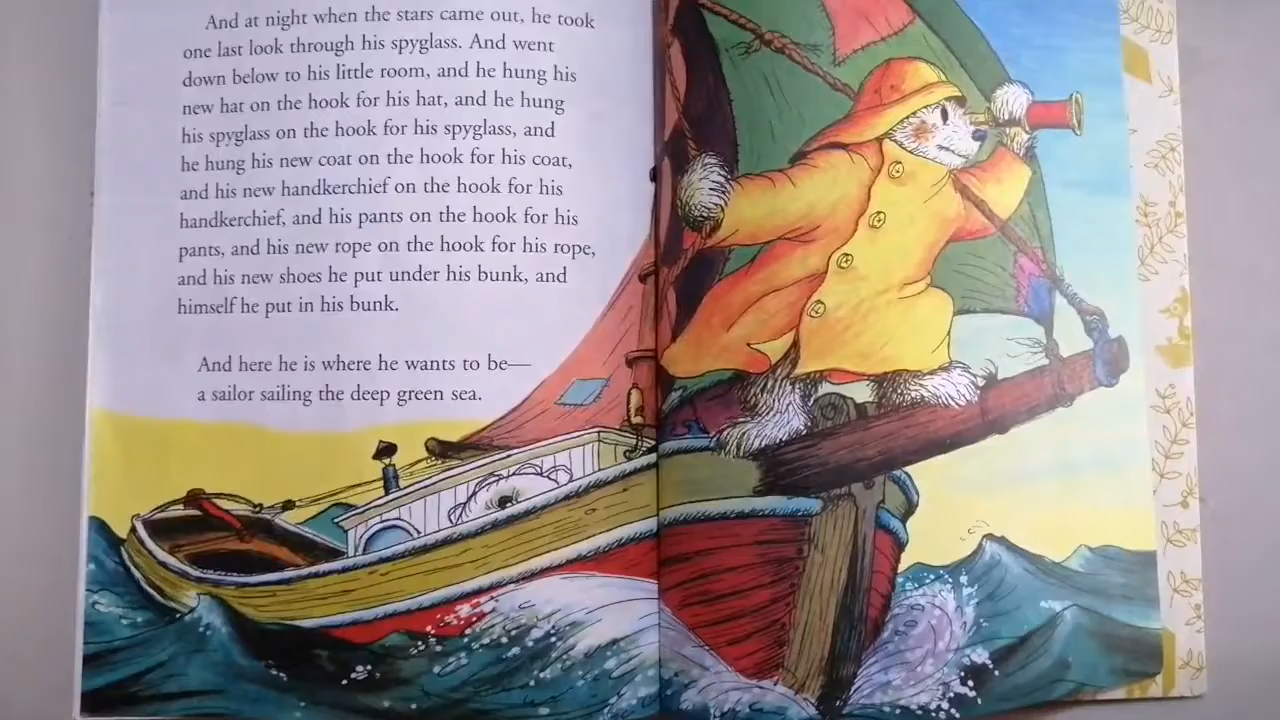 And at night when the stars came out, he took
one last look through his spyglass. And went
down below to his little room, and he hung his
new hat on the hook for his hat, and he hung
his spyglass on the hook for his spyglass, and
he hung his new coat on the hook for his coat,
and his new handkerchief on the hook for his
handkerchief, and his pants on the hook for his
pants, and his new rope on the hook for his rope,
and his new shoes he put under his bunk, and
himself he put in his bunk.
And here he is where he wants to be—
a sailor sailing the deep green sea.